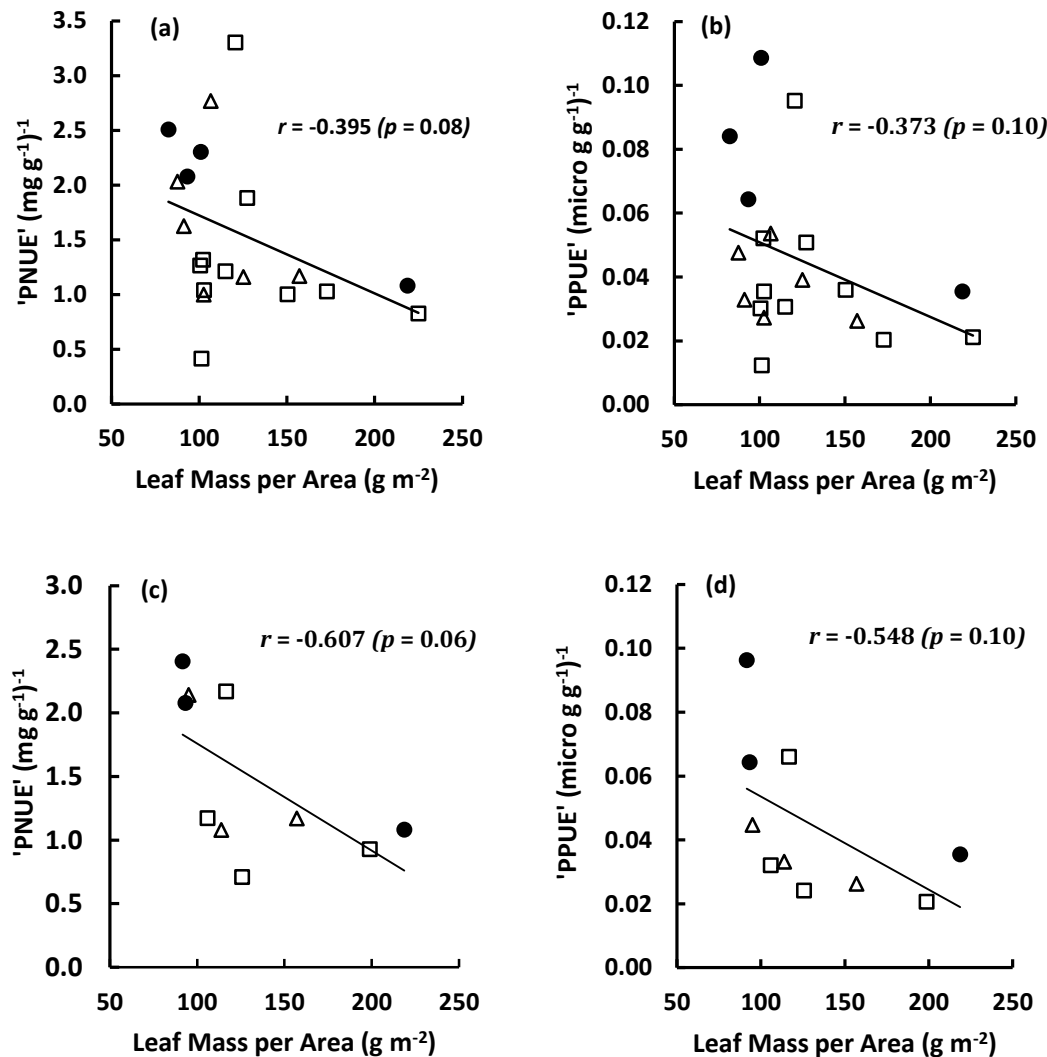 (a)
r = -0.395 (p = 0.08)
'PNUE' (mg g⁻¹)⁻¹
3.5
3.0
2.5
2.0
1.5
1.0
0.5
0.0
50 100 150 200 250
Leaf Mass per Area (g m⁻²)
(b)
r = -0.373 (p = 0.10)
'PPUE' (micro g g⁻¹)⁻¹
0.12
0.10
0.08
0.06
0.04
0.02
0.00
50 100 150 200 250
Leaf Mass per Area (g m⁻²)
(c)
r = -0.607 (p = 0.06)
'PNUE' (mg g⁻¹)⁻¹
3.0
2.5
2.0
1.5
1.0
0.5
0.0
50 100 150 200 250
Leaf Mass per Area (g m⁻²)
(d)
r = -0.548 (p = 0.10)
'PPUE' (micro g g⁻¹)⁻¹
0.12
0.10
0.08
0.06
0.04
0.02
0.00
50 100 150 200 250
Leaf Mass per Area (g m⁻²)